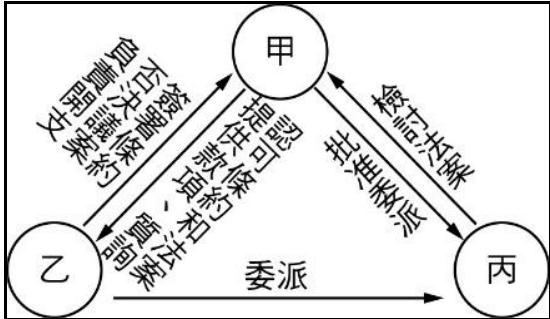 甲
簽署條約
否決議案
負責開支
認可條約和法案
提供款項、質詢
批准委派
檢討法案
乙
委派
丙